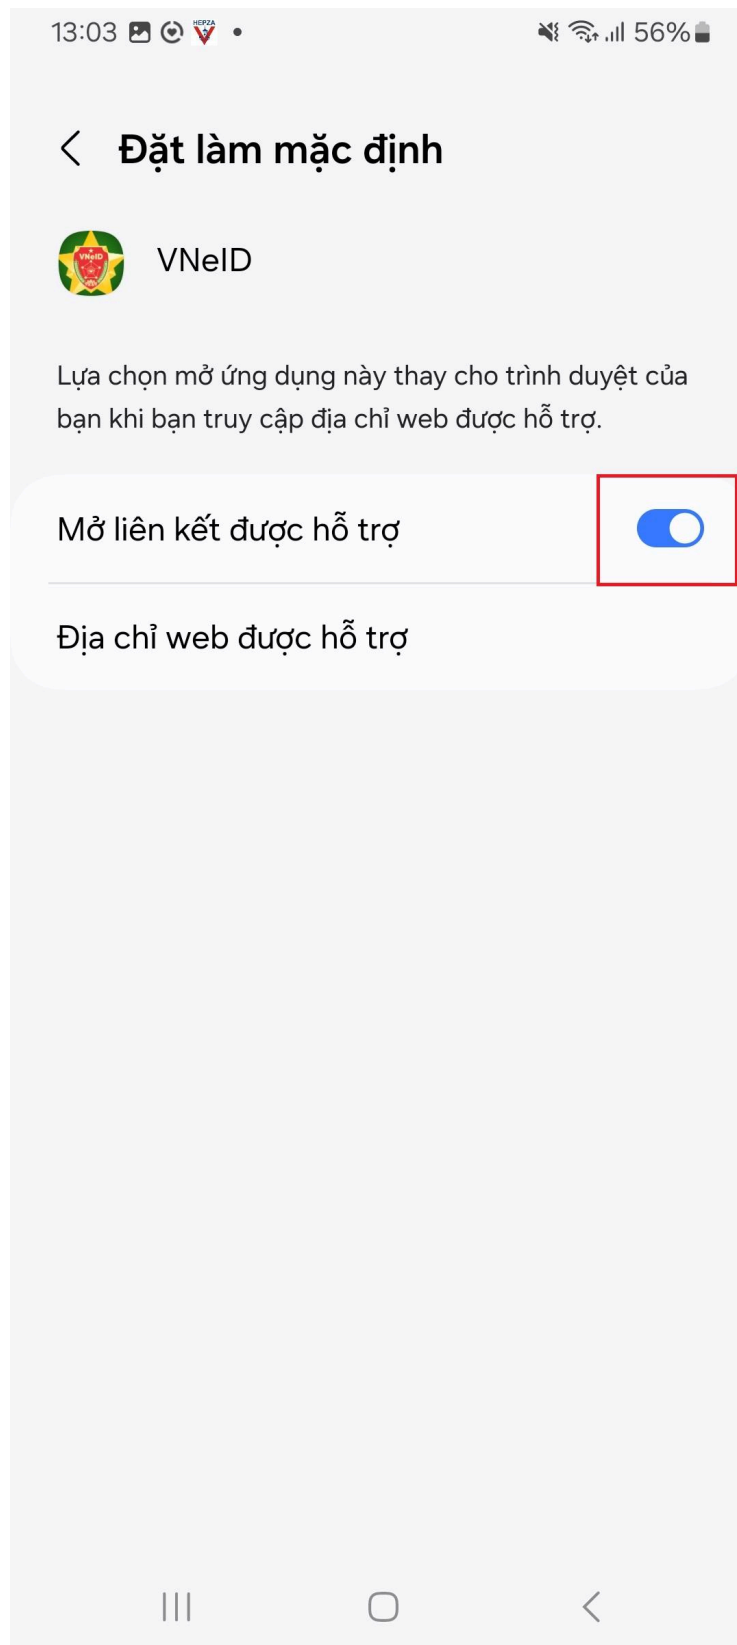 13:03 HEPZA 56%
Đặt làm mặc định
VNeID
VNeID
Lựa chọn mở ứng dụng này thay cho trình duyệt của
bạn khi bạn truy cập địa chỉ web được hỗ trợ.
Mở liên kết được hỗ trợ
Địa chỉ web được hỗ trợ